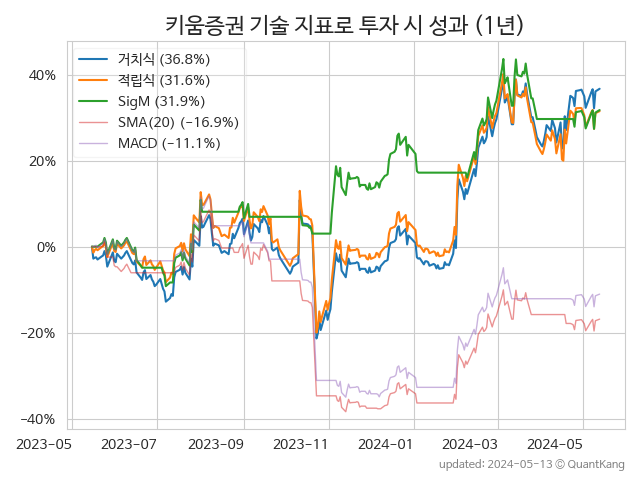 키움증권 기술 지표로 투자 시 성과 (1년)
거치식 (36.8%)
적립식 (31.6%)
SigM (31.9%)
SMA(20) (−16.9%)
MACD (−11.1%)
40%
20%
0%
−20%
−40%
2023-05 2023-07 2023-09 2023-11 2024-01 2024-03 2024-05
updated: 2024-05-13 ⓒ QuantKang